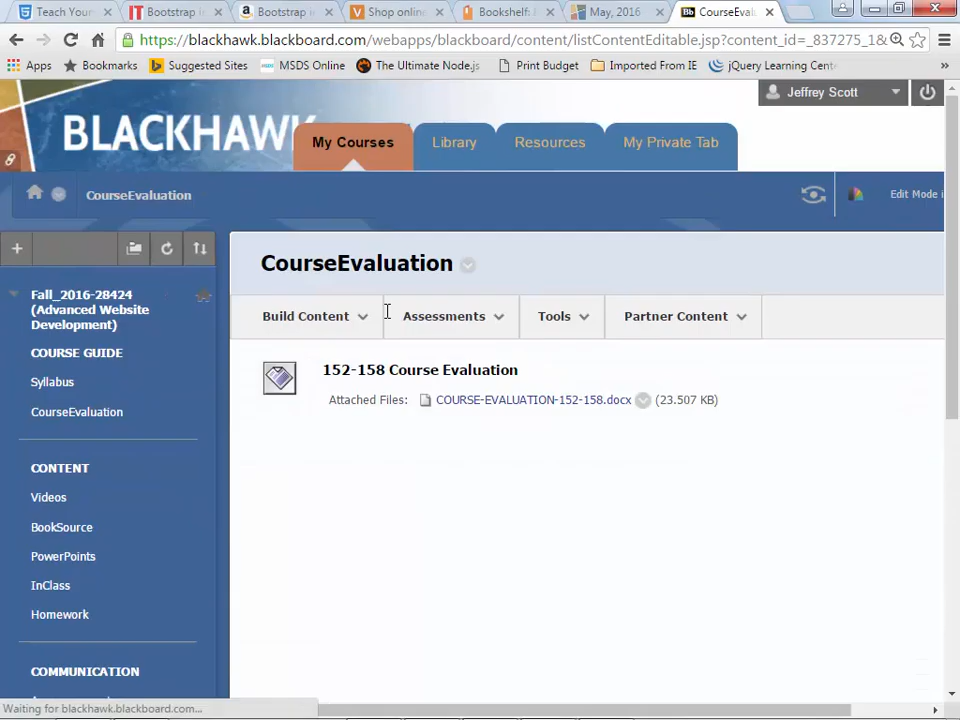 Teach Your
Bootstrap in
Bootstrap in
Shop online
Bookshelf:
May, 2016
CourseEval
https://blackhawk.blackboard.com/webapps/blackboard/content/listContentEditable.jsp?content_id=_837275_1&
Apps
Bookmarks
Suggested Sites
MSDS Online
The Ultimate Node.js
Print Budget
Imported From IE
jQuery Learning Cent
»
Jeffrey Scott
BLACKHAWK
My Courses
Library
Resources
My Private Tab
CourseEvaluation
Edit Mode i
Fall_2016-28424
(Advanced Website
Development)
COURSE GUIDE
Syllabus
CourseEvaluation
CONTENT
Videos
BookSource
PowerPoints
InClass
Homework
COMMUNICATION
CourseEvaluation
Build Content
Assessments
Tools
Partner Content
152-158 Course Evaluation
Attached Files: COURSE-EVALUATION-152-158.docx (23.507 KB)
Waiting for blackhawk.blackboard.com...